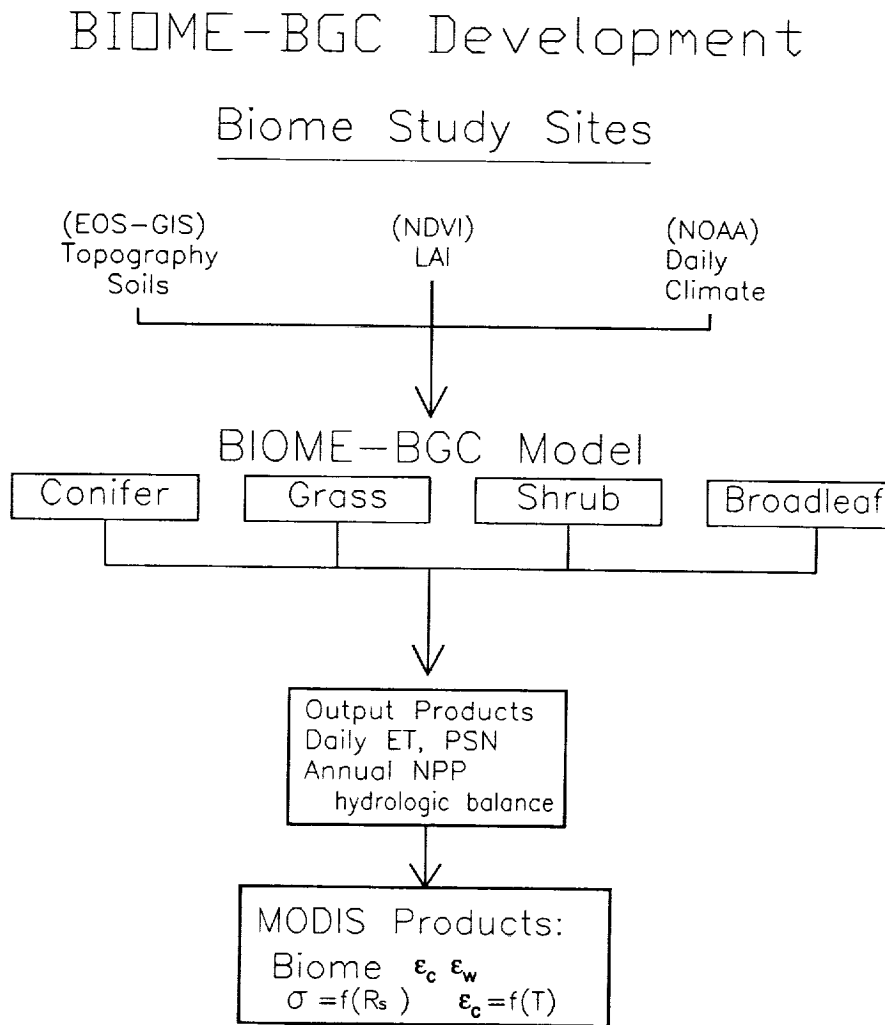 BIOME-BGC Development
Biome Study Sites
(EOS-GIS)
Topography
Soils
(NDVI)
LAI
(NOAA)
Daily
Climate
BIOME-BGC Model
Conifer
Grass
Shrub
Broadleaf
Output Products
Daily ET, PSN
Annual NPP
hydrologic balance
MODIS Products:
Biome εc εw
σ=f(Rs) εc=f(T)